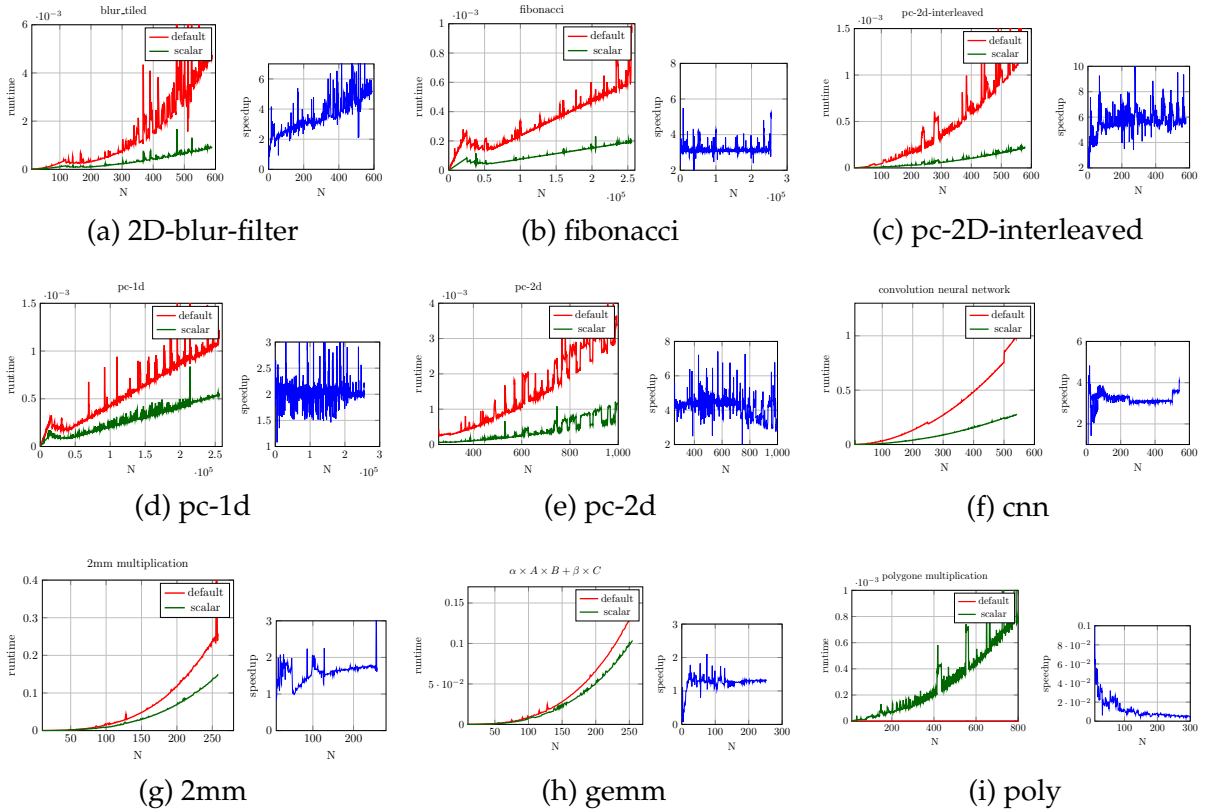 blur_tiled
·10⁻³
6
4
2
0
runtime
0
200
400
600
N
default
scalar
6
4
2
0
speedup
0
200
400
600
N
(a) 2D-blur-filter
fibonacci
·10⁻³
1
0.8
0.6
0.4
0.2
0
runtime
0
0.5
1
1.5
2
2.5
N
·10⁵
default
scalar
8
6
4
2
speedup
0
1
2
3
N
·10⁵
(b) fibonacci
pc-2d-interleaved
·10⁻³
1.5
1
0.5
0
runtime
100
200
300
400
500
600
N
default
scalar
10
8
6
4
2
speedup
0
200
400
600
N
(c) pc-2D-interleaved
pc-1d
·10⁻³
1.5
1
0.5
0
runtime
0
0.5
1
1.5
2
2.5
N
·10⁵
default
scalar
3
2.5
2
1.5
1
speedup
0
1
2
3
N
·10⁵
(d) pc-1d
pc-2d
·10⁻³
4
3
2
1
0
runtime
400
600
800
1,000
N
default
scalar
8
6
4
2
speedup
400
600
800
1,000
N
(e) pc-2d
convolution neural network
1
0.5
0
runtime
100
200
300
400
500
600
N
default
scalar
6
4
2
speedup
0
200
400
600
N
(f) cnn
2mm multiplication
0.4
0.3
0.2
0.1
0
runtime
50
100
150
200
250
N
default
scalar
3
2
1
0
speedup
100
200
N
(g) 2mm
α × A × B + β × C
0.15
0.1
5 · 10⁻²
0
runtime
50
100
150
200
250
N
default
scalar
3
2
1
0
speedup
0
100
200
300
N
(h) gemm
polygone multiplication
·10⁻³
1
0.8
0.6
0.4
0.2
0
runtime
0
200
400
600
800
N
default
scalar
0.1
8 · 10⁻²
6 · 10⁻²
4 · 10⁻²
2 · 10⁻²
0
speedup
100
200
300
N
(i) poly